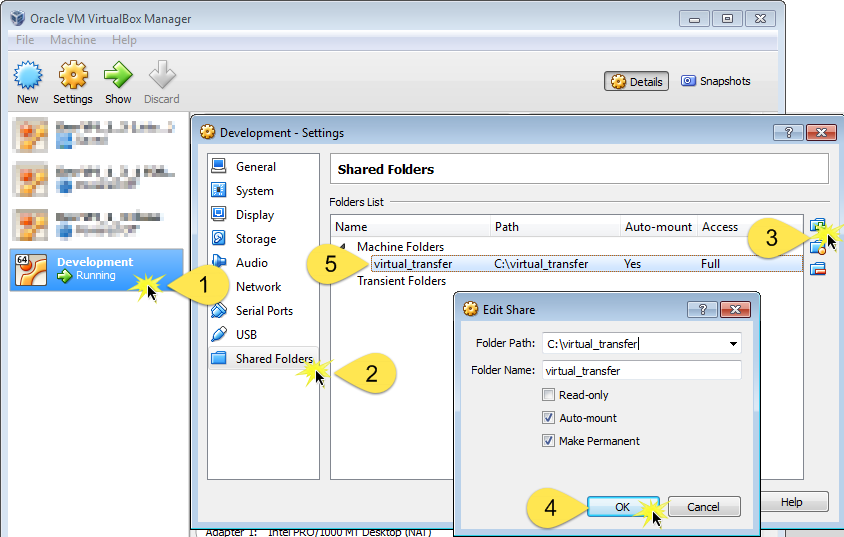 Oracle VM VirtualBox Manager
File Machine Help
New Settings Show Discard
Details Snapshots
64
Development
Running
1
Development - Settings
?
General
System
Display
Storage
Audio
Network
Serial Ports
USB
Shared Folders
2
Shared Folders
Folders List
Name Path Auto-mount Access
3
Machine Folders
5
virtual_transfer C:\virtual_transfer Yes Full
Transient Folders
Edit Share
?
Folder Path: C:\virtual_transfer
Folder Name: virtual_transfer
Read-only
Auto-mount
Make Permanent
4
OK Cancel
Help
Adapter 1: Intel PRO/1000 MT Desktop (NAT)